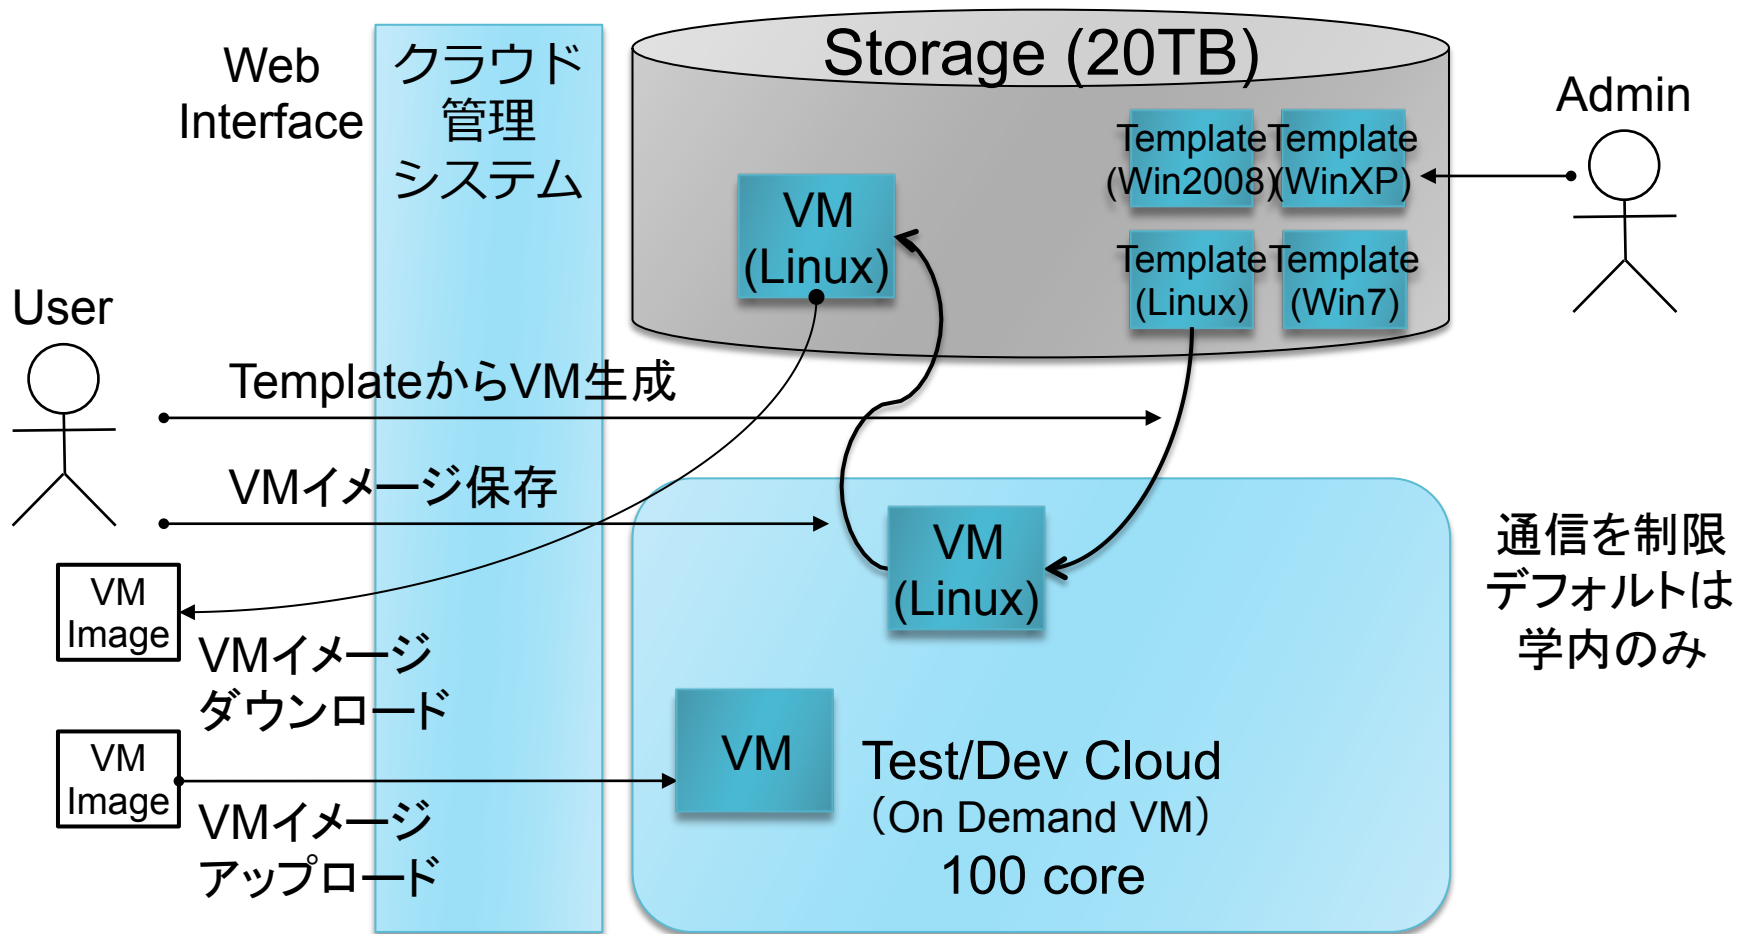 Web
Interface
クラウド
管理
システム
Storage (20TB)
Admin
Template
(Win2008)
Template
(WinXP)
VM
(Linux)
Template
(Linux)
Template
(Win7)
User
TemplateからVM生成
VMイメージ保存
VM
(Linux)
通信を制限
デフォルトは
学内のみ
VM
Image
VMイメージ
ダウンロード
VM
Image
VMイメージ
アップロード
VM
Test/Dev Cloud
（On Demand VM）
100 core